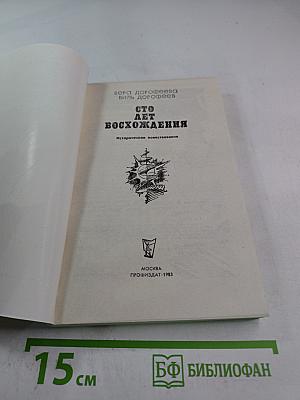 ВЕРА ДОРОФЕЕВА
ВИЛЬ ДОРОФЕЕВ
СТО
ЛЕТ
ВОСХОЖДЕНИЯ
Историческое повествование
МОСКВА
ПРОФИЗДАТ-1983
15 см
БФ БИБЛИОФАН